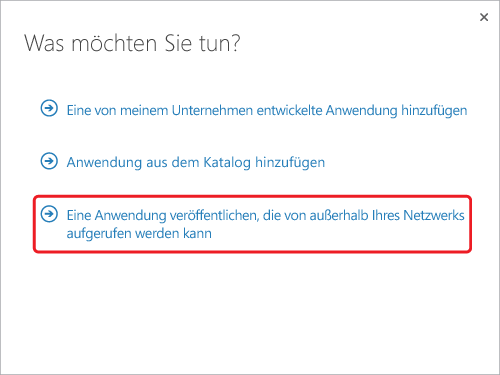 Was möchten Sie tun?
Eine von meinem Unternehmen entwickelte Anwendung hinzufügen
Anwendung aus dem Katalog hinzufügen
Eine Anwendung veröffentlichen, die von außerhalb Ihres Netzwerks
aufgerufen werden kann